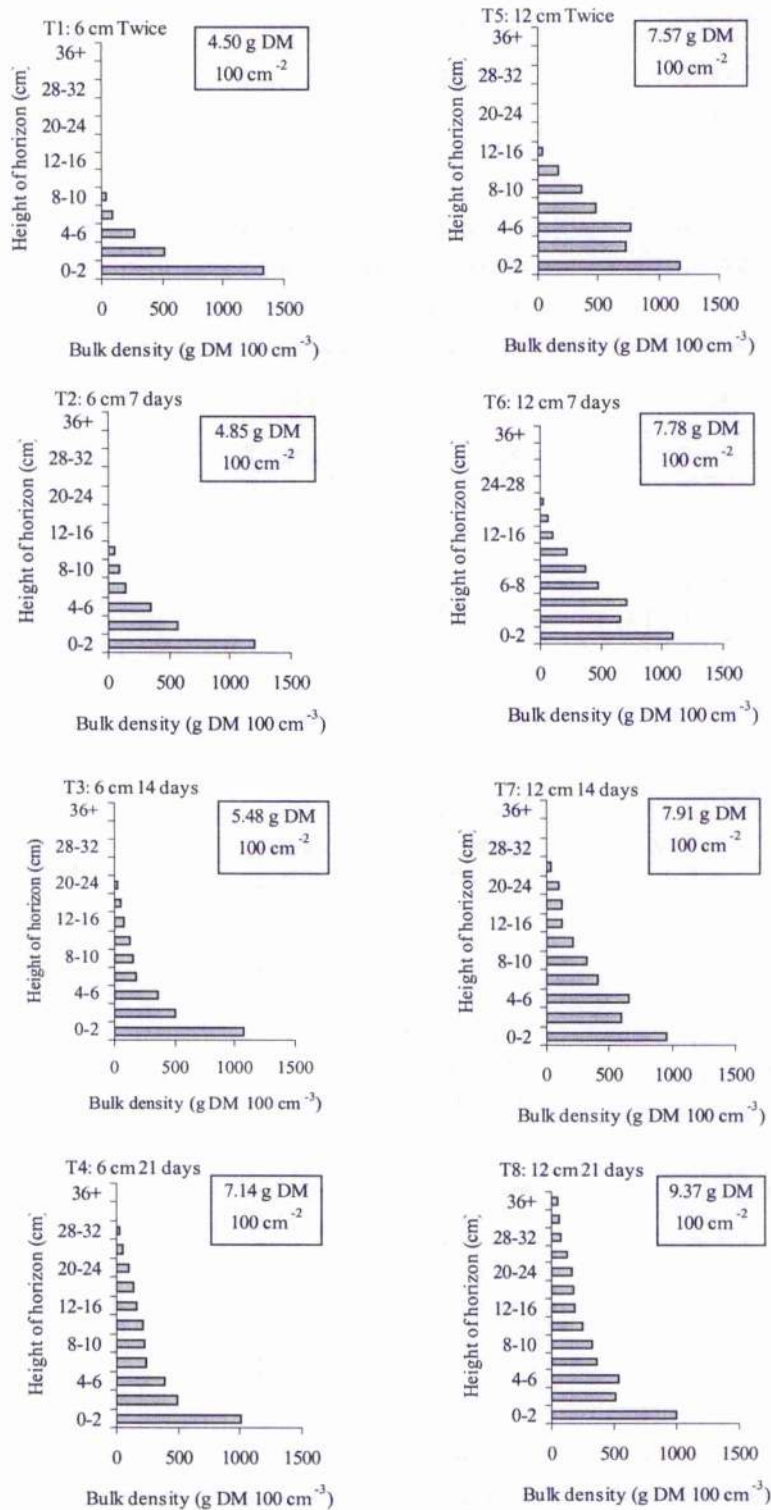 T1: 6 cm Twice
4.50 g DM
100 cm⁻²
Height of horizon (cm)
36+
28-32
20-24
12-16
8-10
4-6
0-2
0 500 1000 1500
Bulk density (g DM 100 cm⁻³)
T5: 12 cm Twice
7.57 g DM
100 cm⁻²
Height of horizon (cm)
36+
28-32
20-24
12-16
8-10
4-6
0-2
0 500 1000 1500
Bulk density (g DM 100 cm⁻³)
T2: 6 cm 7 days
4.85 g DM
100 cm⁻²
Height of horizon (cm)
36+
28-32
20-24
12-16
8-10
4-6
0-2
0 500 1000 1500
Bulk density (g DM 100 cm⁻³)
T6: 12 cm 7 days
7.78 g DM
100 cm⁻²
Height of horizon (cm)
36+
24-28
12-16
6-8
0-2
0 500 1000 1500
Bulk density (g DM 100 cm⁻³)
T3: 6 cm 14 days
5.48 g DM
100 cm⁻²
Height of horizon (cm)
36+
28-32
20-24
12-16
8-10
4-6
0-2
0 500 1000 1500
Bulk density (g DM 100 cm⁻³)
T7: 12 cm 14 days
7.91 g DM
100 cm⁻²
Height of horizon (cm)
36+
28-32
20-24
12-16
8-10
4-6
0-2
0 500 1000 1500
Bulk density (g DM 100 cm⁻³)
T4: 6 cm 21 days
7.14 g DM
100 cm⁻²
Height of horizon (cm)
36+
28-32
20-24
12-16
8-10
4-6
0-2
0 500 1000 1500
Bulk density (g DM 100 cm⁻³)
T8: 12 cm 21 days
9.37 g DM
100 cm⁻²
Height of horizon (cm)
36+
28-32
20-24
12-16
8-10
4-6
0-2
0 500 1000 1500
Bulk density (g DM 100 cm⁻³)